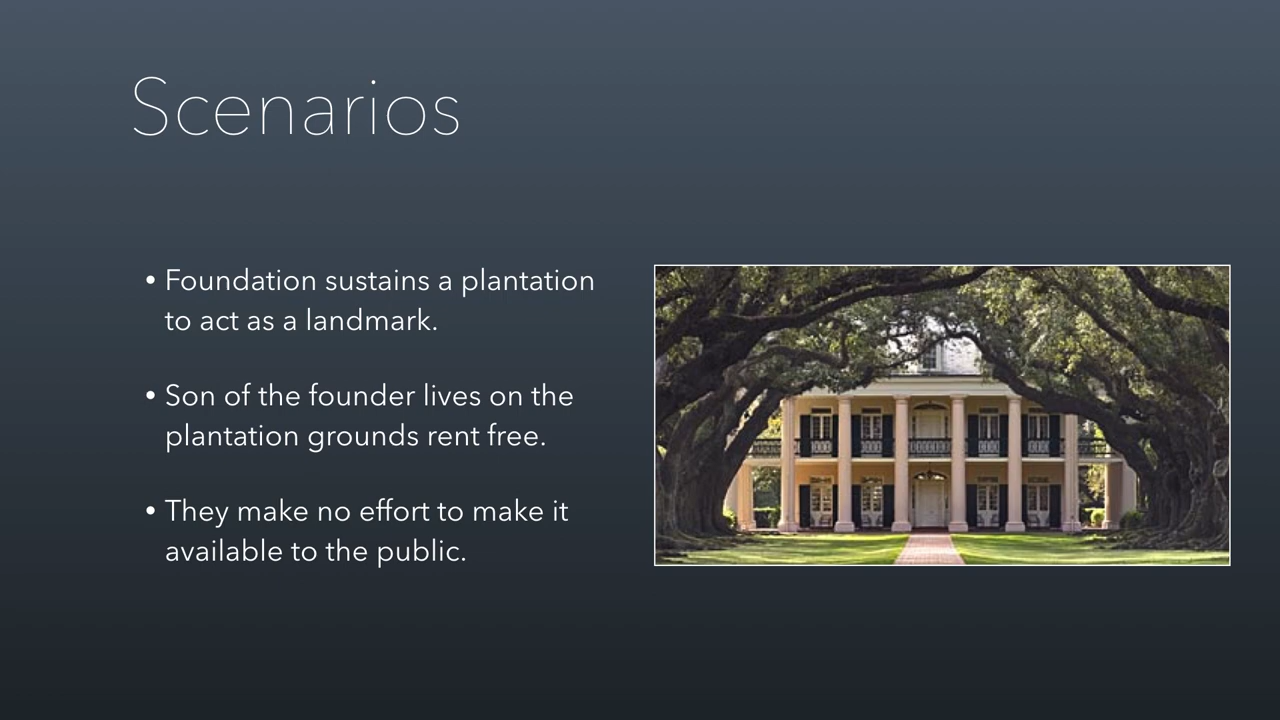 Scenarios
• Foundation sustains a plantation
to act as a landmark.
• Son of the founder lives on the
plantation grounds rent free.
• They make no effort to make it
available to the public.